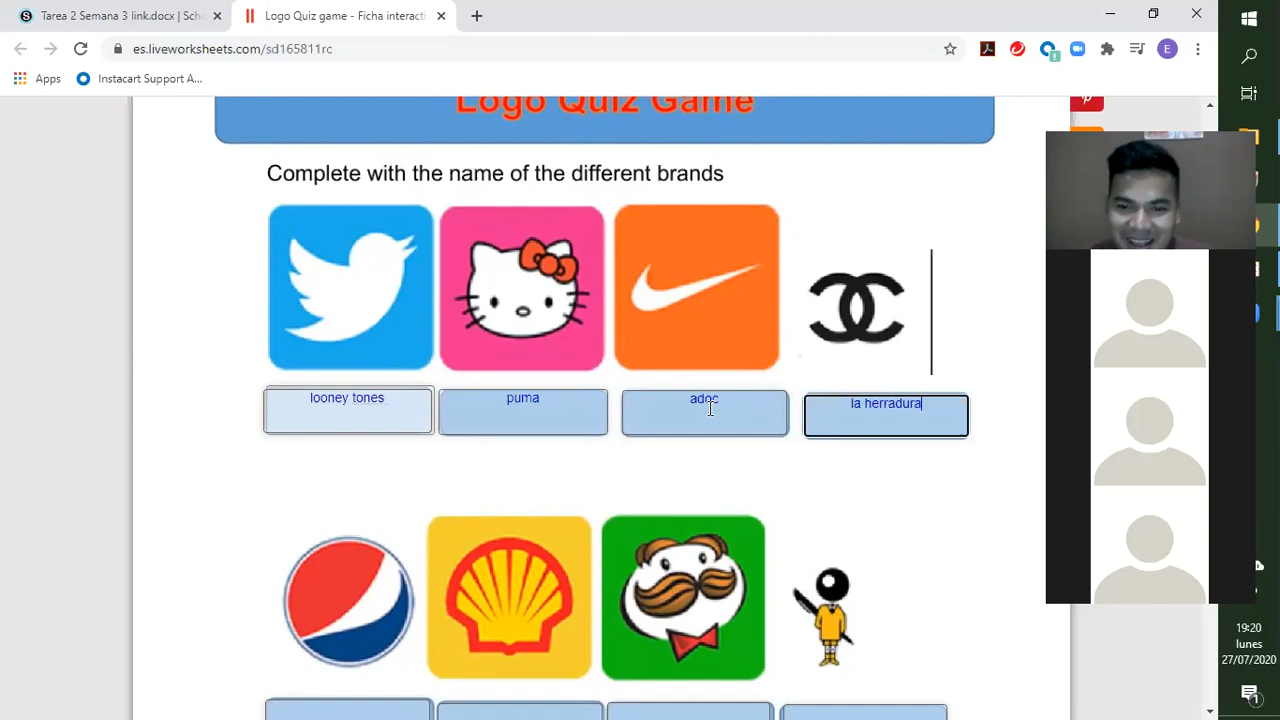 Tarea 2 Semana 3 link.docx | Scho
Logo Quiz game - Ficha interacti
es.liveworksheets.com/sd165811rc
E
Apps
Instacart Support A...
Logo Quiz Game
Complete with the name of the different brands
looney tones
puma
adoc
la herradura
19:20
lunes
27/07/2020
1